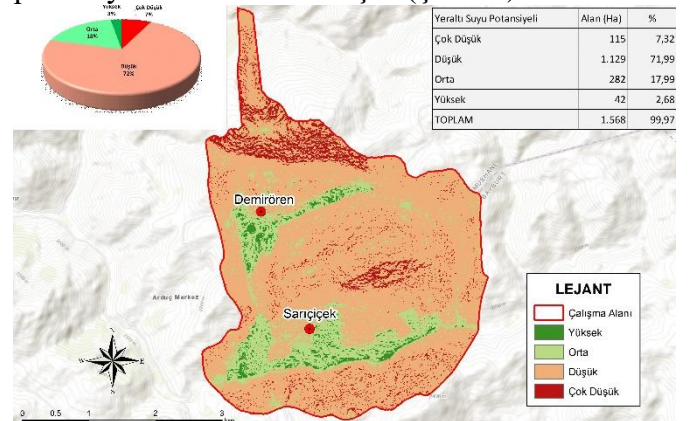 Yüksek
3%
Çok Düşük
7%
Orta
18%
Düşük
72%
Yeraltı Suyu Potansiyeli Alan (Ha) %
Çok Düşük 115 7,32
Düşük 1.129 71,99
Orta 282 17,99
Yüksek 42 2,68
TOPLAM 1.568 99,97
Demirören
Sarıçiçek
LEJANT
Çalışma Alanı
Yüksek
Orta
Düşük
Çok Düşük
N
W E
S
0 0.5 1 2 3
km